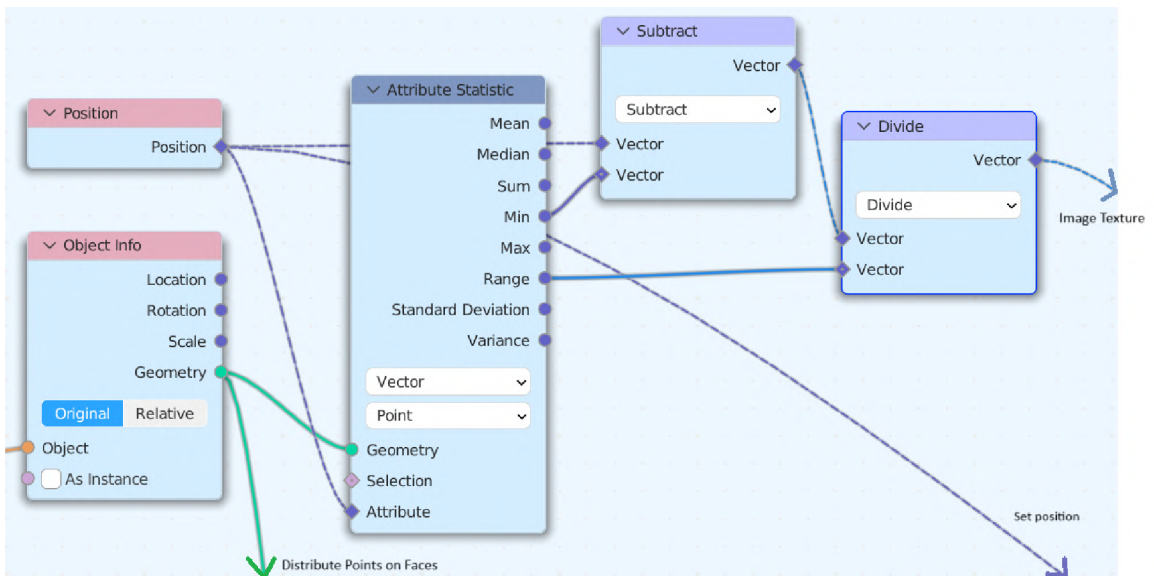 Position
Position
Object Info
Location
Rotation
Scale
Geometry
Original Relative
Object
As Instance
Attribute Statistic
Mean
Median
Sum
Min
Max
Range
Standard Deviation
Variance
Vector
Point
Geometry
Selection
Attribute
Subtract
Vector
Subtract
Vector
Vector
Divide
Vector
Divide
Vector
Vector
Image Texture
Set position
Distribute Points on Faces